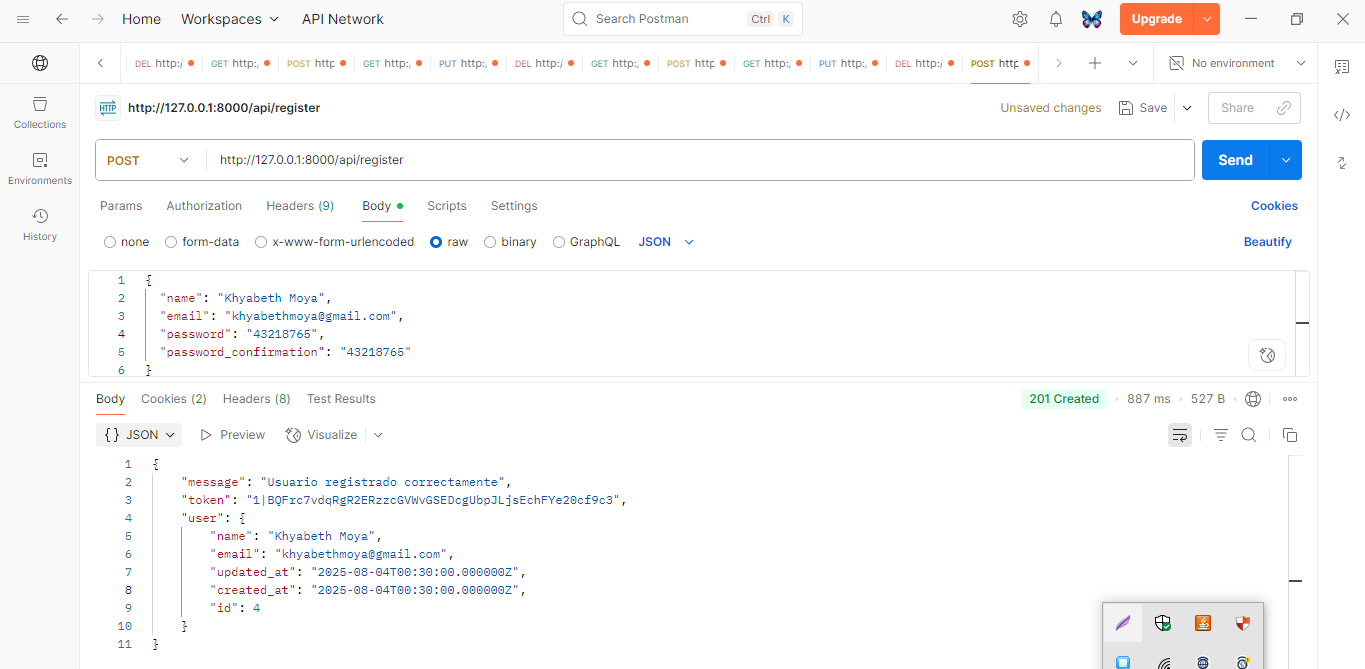 Home Workspaces API Network Search Postman Ctrl K Upgrade
DEL http:/ GET http:, POST http GET http:, PUT http:, DEL http:/ GET http:, POST http GET http:, PUT http:, DEL http:/ POST http No environment
HTTP http://127.0.0.1:8000/api/register Unsaved changes Save Share
Collections
Environments
History
POST http://127.0.0.1:8000/api/register Send
Params Authorization Headers (9) Body Scripts Settings Cookies
none form-data x-www-form-urlencoded raw binary GraphQL JSON Beautify
1 {
2 "name": "Khyabeth Moya",
3 "email": "khyabethmoya@gmail.com",
4 "password": "43218765",
5 "password_confirmation": "43218765"
6 }
Body Cookies (2) Headers (8) Test Results 201 Created 887 ms 527 B
{} JSON Preview Visualize
1 {
2 "message": "Usuario registrado correctamente",
3 "token": "1|BQFrc7vdqRgR2ERzzcGVWvGSEDcgUbpJLjsEchFYe20cf9c3",
4 "user": {
5 "name": "Khyabeth Moya",
6 "email": "khyabethmoya@gmail.com",
7 "updated_at": "2025-08-04T00:30:00.000000Z",
8 "created_at": "2025-08-04T00:30:00.000000Z",
9 "id": 4
10 }
11 }